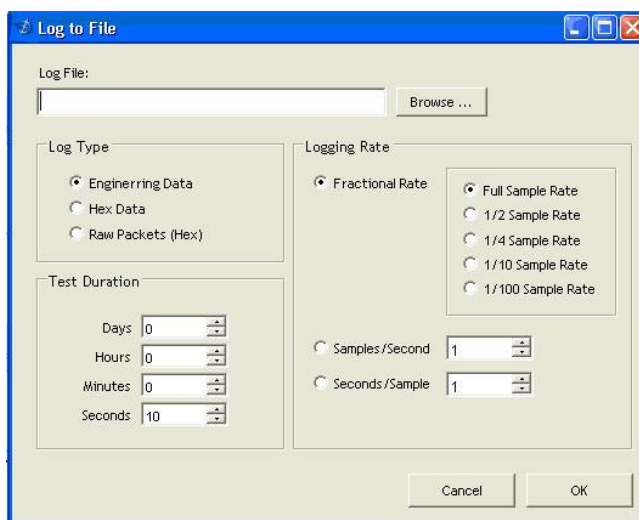 Log to File
Log File:
Browse ...
Log Type
Enginerring Data
Hex Data
Raw Packets (Hex)
Test Duration
Days 0
Hours 0
Minutes 0
Seconds 10
Logging Rate
Fractional Rate
Full Sample Rate
1/2 Sample Rate
1/4 Sample Rate
1/10 Sample Rate
1/100 Sample Rate
Samples/Second 1
Seconds/Sample 1
Cancel OK